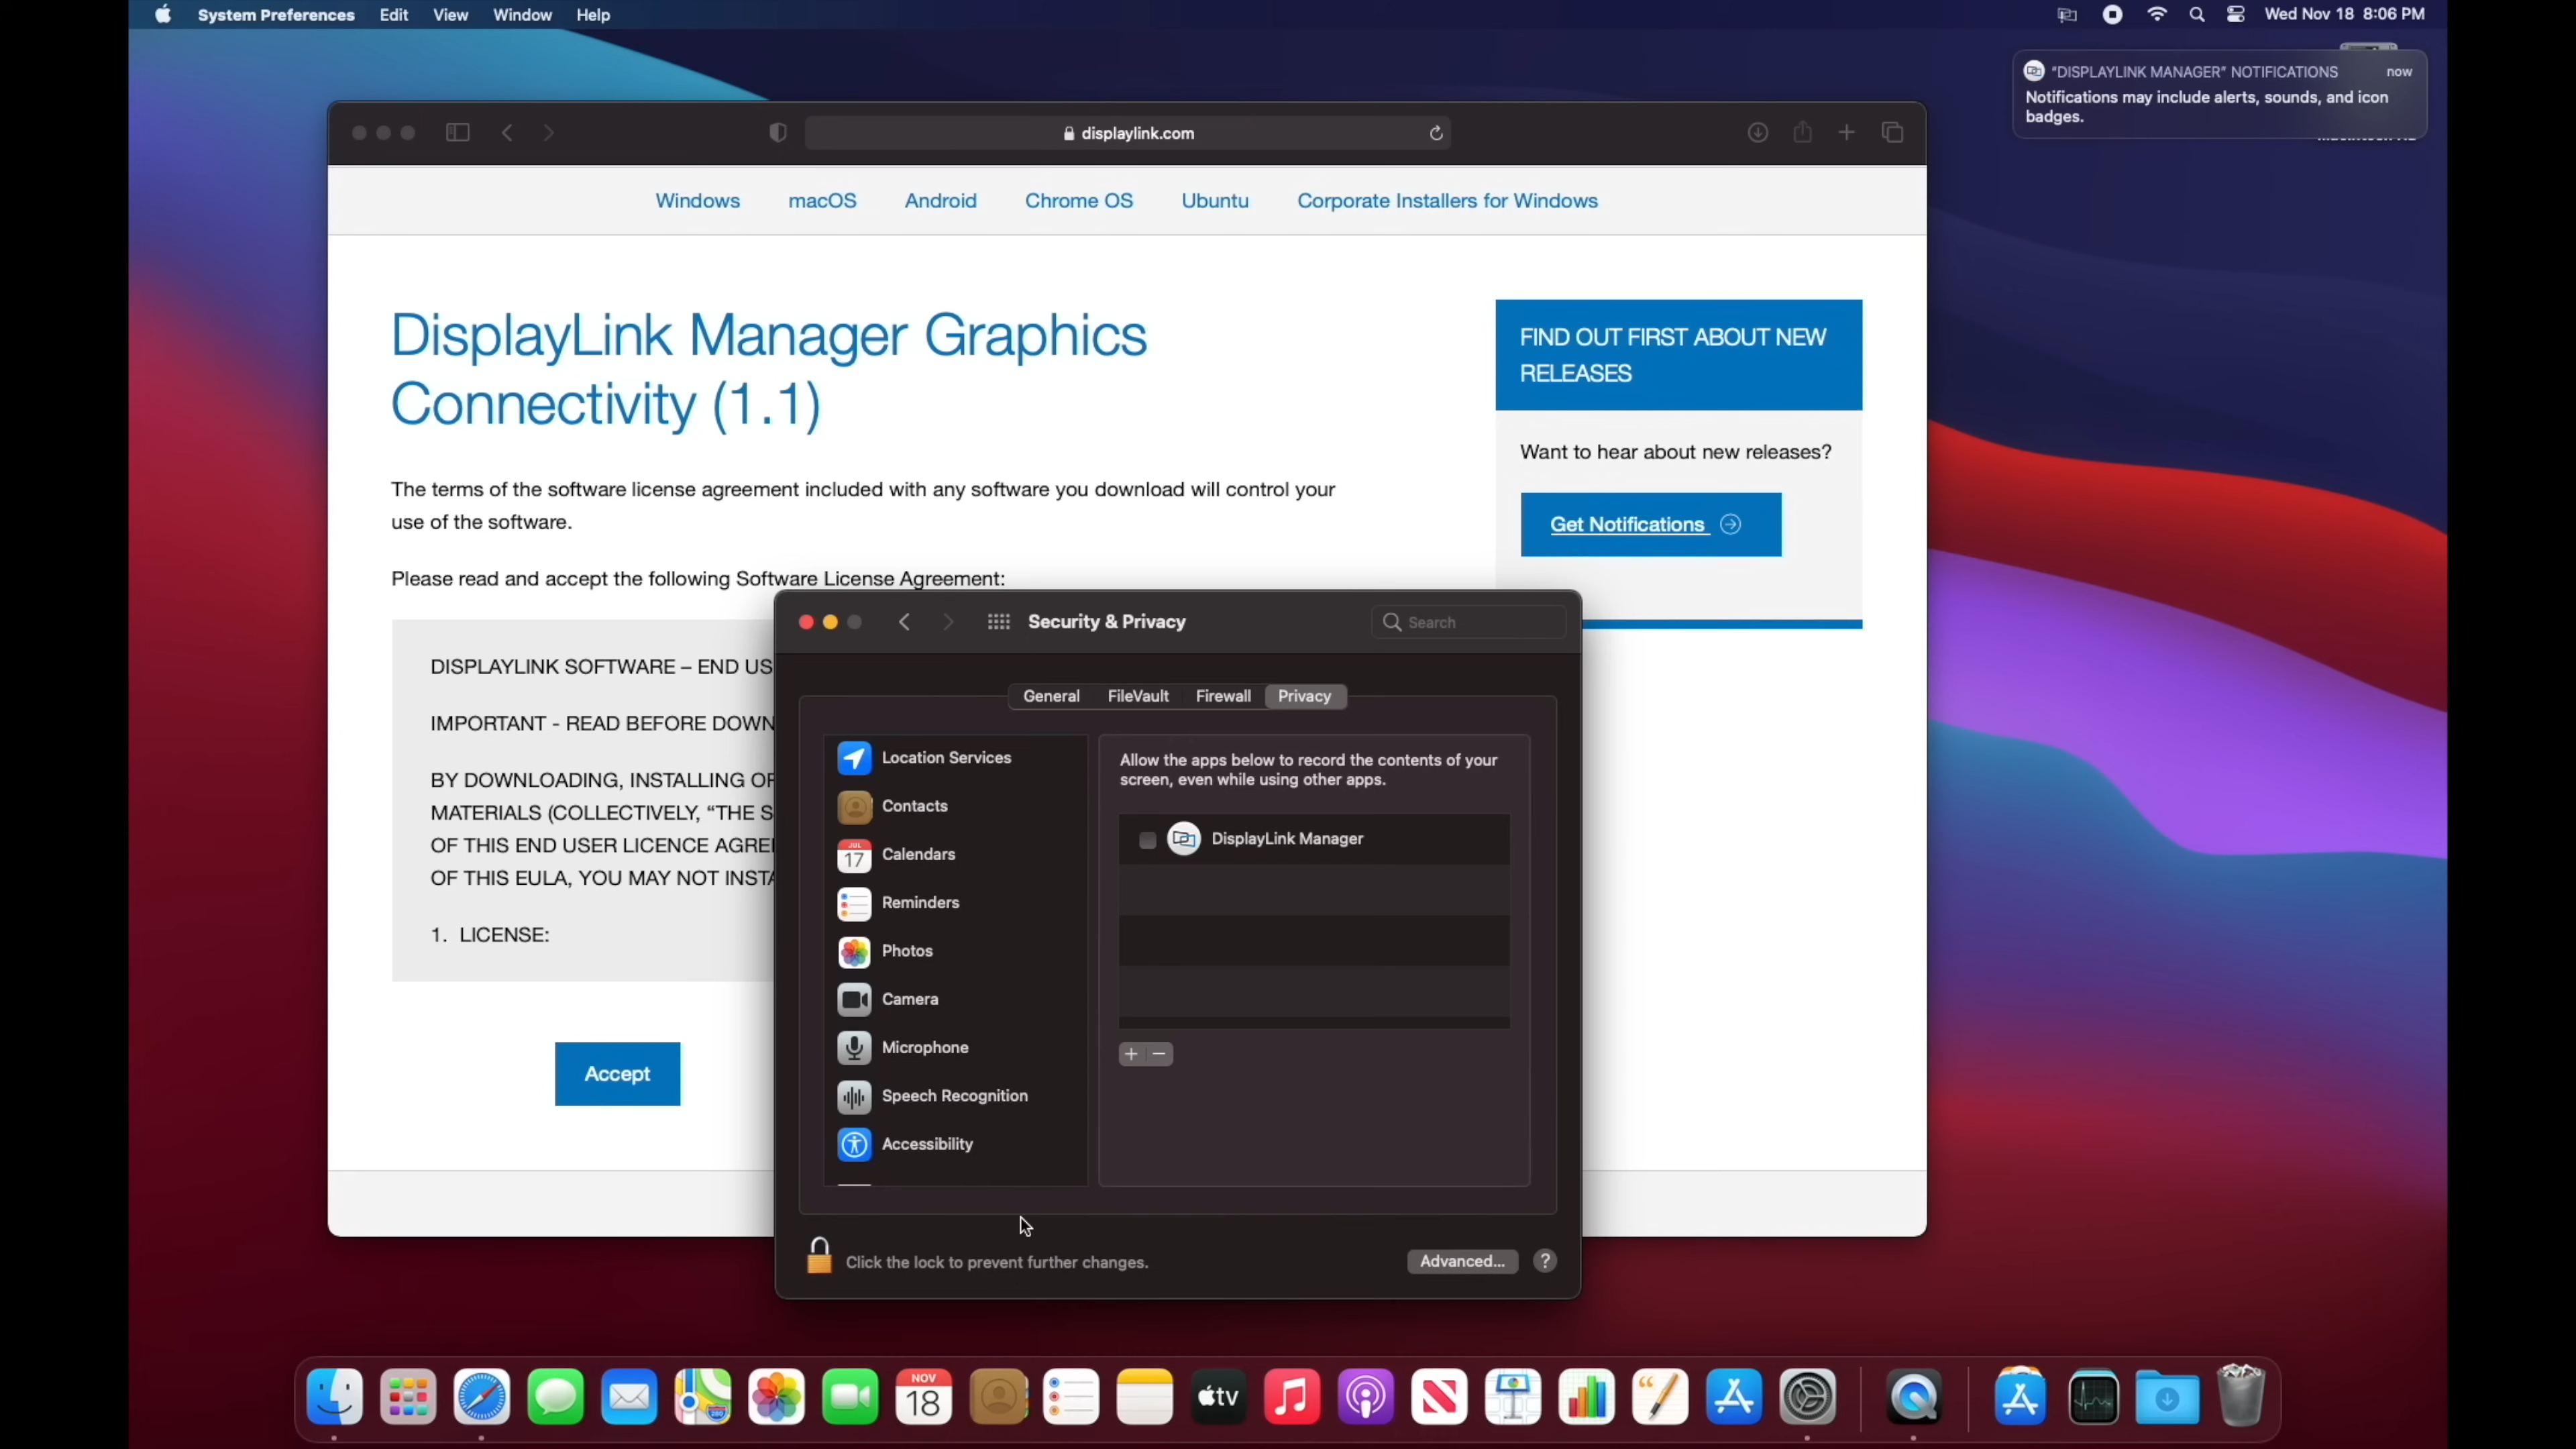 System Preferences Edit View Window Help
Wed Nov 18 8:06 PM
"DISPLAYLINK MANAGER" NOTIFICATIONS now
Notifications may include alerts, sounds, and icon
badges.
displaylink.com
Windows macOS Android Chrome OS Ubuntu Corporate Installers for Windows
DisplayLink Manager Graphics
Connectivity (1.1)
The terms of the software license agreement included with any software you download will control your
use of the software.
Please read and accept the following Software License Agreement:
FIND OUT FIRST ABOUT NEW
RELEASES
Want to hear about new releases?
Get Notifications
DISPLAYLINK SOFTWARE – END US
IMPORTANT - READ BEFORE DOWN
BY DOWNLOADING, INSTALLING OF
MATERIALS (COLLECTIVELY, “THE S
OF THIS END USER LICENCE AGREE
OF THIS EULA, YOU MAY NOT INSTA
1. LICENSE:
Accept
Security & Privacy
Search
General FileVault Firewall Privacy
Location Services
Contacts
JUL
17
Calendars
Reminders
Photos
Camera
Microphone
Speech Recognition
Accessibility
Allow the apps below to record the contents of your
screen, even while using other apps.
DisplayLink Manager
+ −
Click the lock to prevent further changes.
Advanced... ?
NOV
18
tv